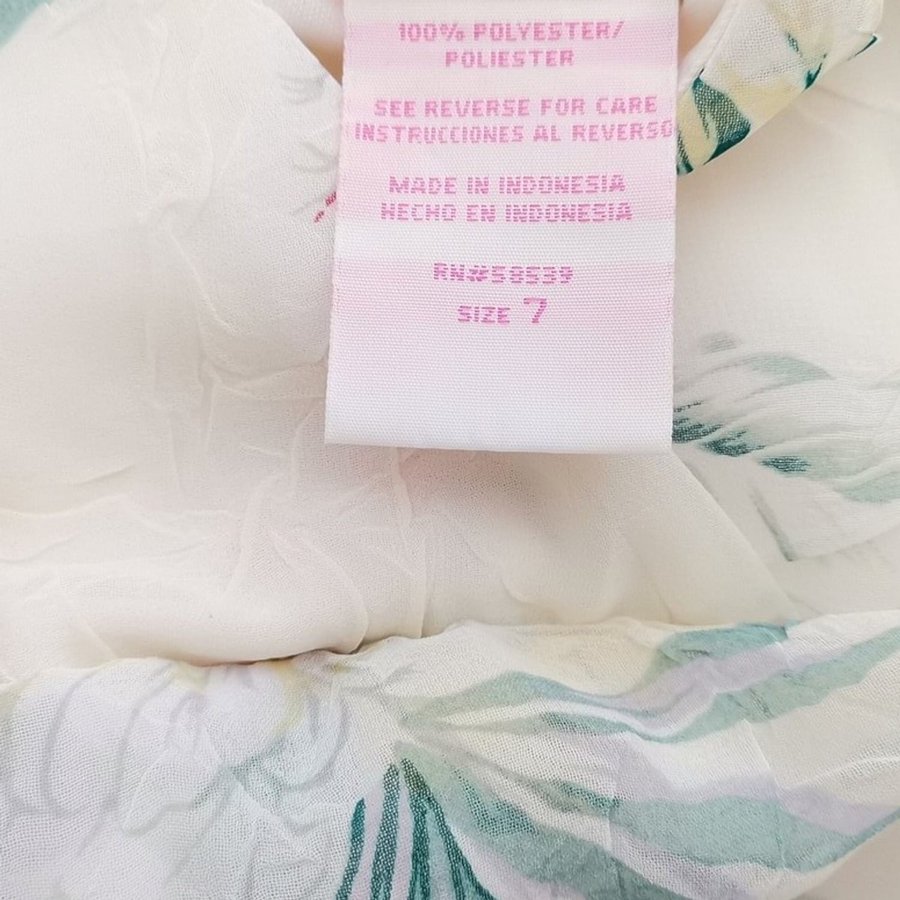 100% POLYESTER/
POLIESTER
SEE REVERSE FOR CARE
INSTRUCCIONES AL REVERSO
MADE IN INDONESIA
HECHO EN INDONESIA
RN#58539
SIZE 7